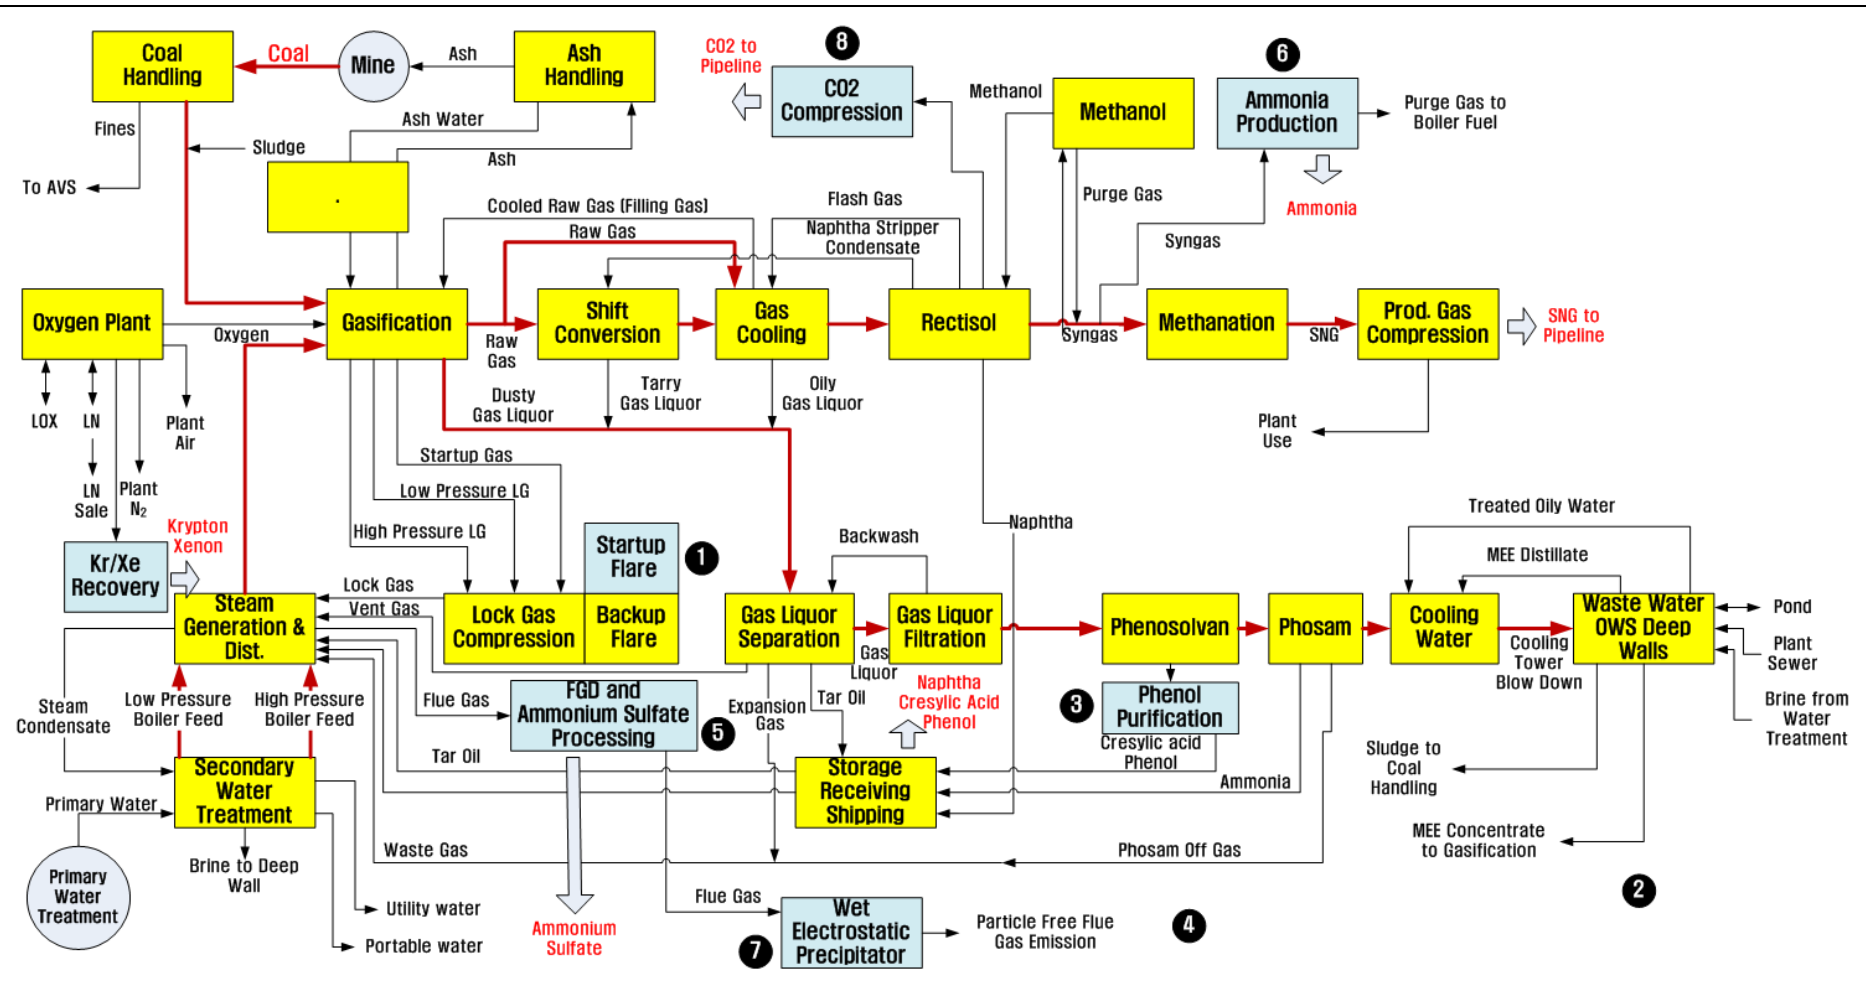 Coal
Handling
Coal
Mine
Ash
Ash
Handling
CO2 to
Pipeline
8
CO2
Compression
Methanol
Methanol
6
Ammonia
Production
Purge Gas to
Boiler Fuel
Fines
Ash Water
Sludge
Ash
To AVS
.
Cooled Raw Gas (Filling Gas)
Raw Gas
Flash Gas
Naphtha Stripper
Condensate
Purge Gas
Syngas
Ammonia
Oxygen Plant
Oxygen
Gasification
Raw
Gas
Shift
Conversion
Gas
Cooling
Rectisol
Syngas
Methanation
SNG
Prod. Gas
Compression
SNG to
Pipeline
LOX
LN
Plant
Air
LN
Sale
Plant
N2
Dusty
Gas Liquor
Tarry
Gas Liquor
Oily
Gas Liquor
Plant
Use
Startup Gas
Low Pressure LG
High Pressure LG
Krypton
Xenon
Kr/Xe
Recovery
Startup
Flare
1
Backwash
Naphtha
Treated Oily Water
MEE Distillate
Lock Gas
Vent Gas
Steam
Generation &
Dist.
Lock Gas
Compression
Backup
Flare
Gas Liquor
Separation
Gas
Liquor
Gas Liquor
Filtration
Phenosolvan
Phosam
Cooling
Water
Cooling
Tower
Blow Down
Waste Water
OWS Deep
Walls
Pond
Plant
Sewer
Brine from
Water
Treatment
Steam
Condensate
Low Pressure
Boiler Feed
High Pressure
Boiler Feed
Flue Gas
FGD and
Ammonium Sulfate
Processing
5
Expansion
Gas
Tar Oil
Naphtha
Cresylic Acid
Phenol
3
Phenol
Purification
Cresylic acid
Phenol
Tar Oil
Secondary
Water
Treatment
Storage
Receiving
Shipping
Ammonia
Sludge to
Coal
Handling
Primary Water
Primary
Water
Treatment
Brine to Deep
Wall
Waste Gas
Phosam Off Gas
MEE Concentrate
to Gasification
2
Utility water
Portable water
Ammonium
Sulfate
Flue Gas
7
Wet
Electrostatic
Precipitator
Particle Free Flue
Gas Emission
4